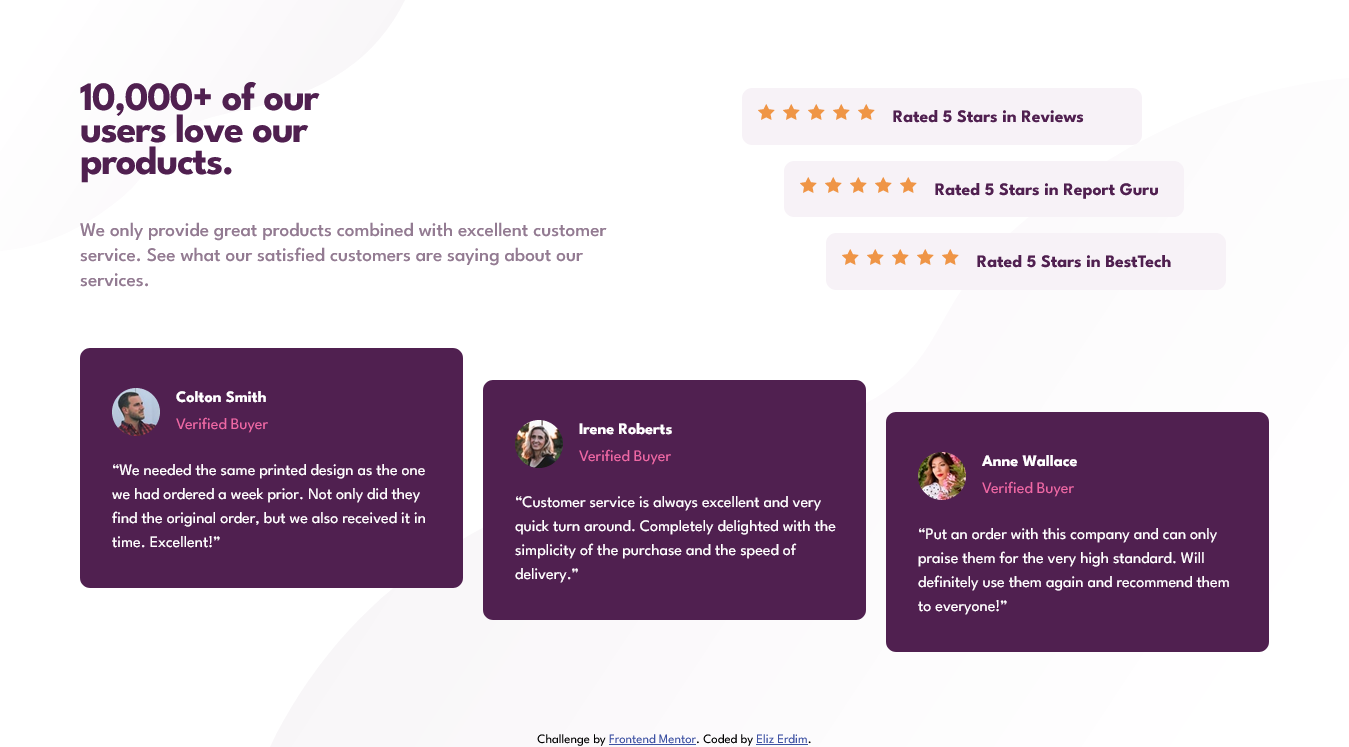 10,000+ of our
users love our
products.
We only provide great products combined with excellent customer
service. See what our satisfied customers are saying about our
services.
Rated 5 Stars in Reviews
Rated 5 Stars in Report Guru
Rated 5 Stars in BestTech
Colton Smith
Verified Buyer
“We needed the same printed design as the one
we had ordered a week prior. Not only did they
find the original order, but we also received it in
time. Excellent!”
Irene Roberts
Verified Buyer
“Customer service is always excellent and very
quick turn around. Completely delighted with the
simplicity of the purchase and the speed of
delivery.”
Anne Wallace
Verified Buyer
“Put an order with this company and can only
praise them for the very high standard. Will
definitely use them again and recommend them
to everyone!”
Challenge by Frontend Mentor. Coded by Eliz Erdim.